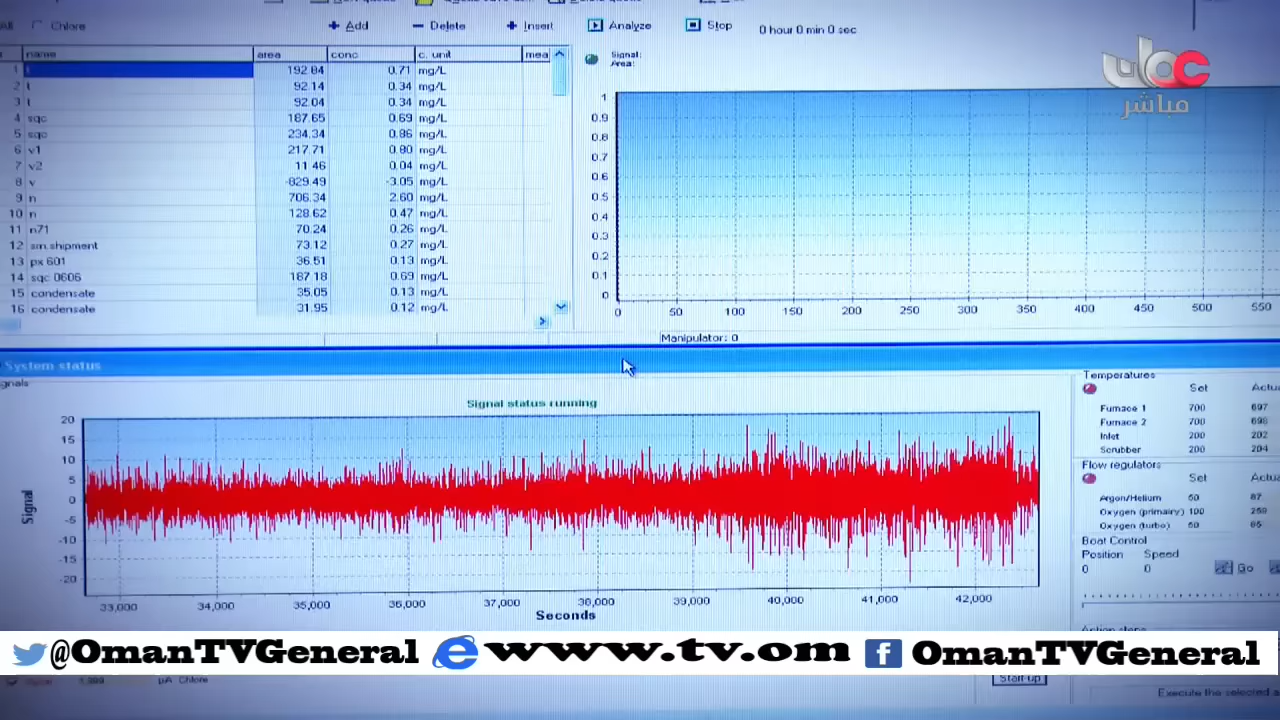 Chlore
Add Delete Insert Analyze Stop 0 hour 0 min 0 sec
name area conc c. unit mea
1 t 192.84 0.71 mg/L
2 t 92.14 0.34 mg/L
3 t 92.04 0.34 mg/L
4 sqc 187.65 0.69 mg/L
5 sqc 234.34 0.86 mg/L
6 v1 217.71 0.80 mg/L
7 v2 11.46 0.04 mg/L
8 v -829.49 -3.05 mg/L
9 n 706.34 2.60 mg/L
10 n 128.62 0.47 mg/L
11 n71 70.24 0.26 mg/L
12 sm.shipment 73.12 0.27 mg/L
13 px 601 36.51 0.13 mg/L
14 sqc 0606 187.18 0.69 mg/L
15 condensate 35.05 0.13 mg/L
16 condensate 31.95 0.12 mg/L
Signal:
Area:
عمان
مباشر
1
0.9
0.8
0.7
0.6
0.5
0.4
0.3
0.2
0.1
0
0 50 100 150 200 250 300 350 400 450 500 550
Manipulator: 0
System status
gnals
Signal status running
Signal
20
15
10
5
0
-5
-10
-15
-20
33,000 34,000 35,000 36,000 37,000 38,000 39,000 40,000 41,000 42,000
Seconds
Temperatures
Set Actu
Furnace 1 700 697
Furnace 2 700 698
Inlet 200 202
Scrubber 200 204
Flow regulators
Set Actu
Argon/Helium 50 87
Oxygen (primairy) 100
Oxygen (turbo)
Boat Control
Position Speed
0 0 Go
@OmanTVGeneral www.tv.om OmanTVGeneral
µA Chlore
Start-up
Execute the selected a